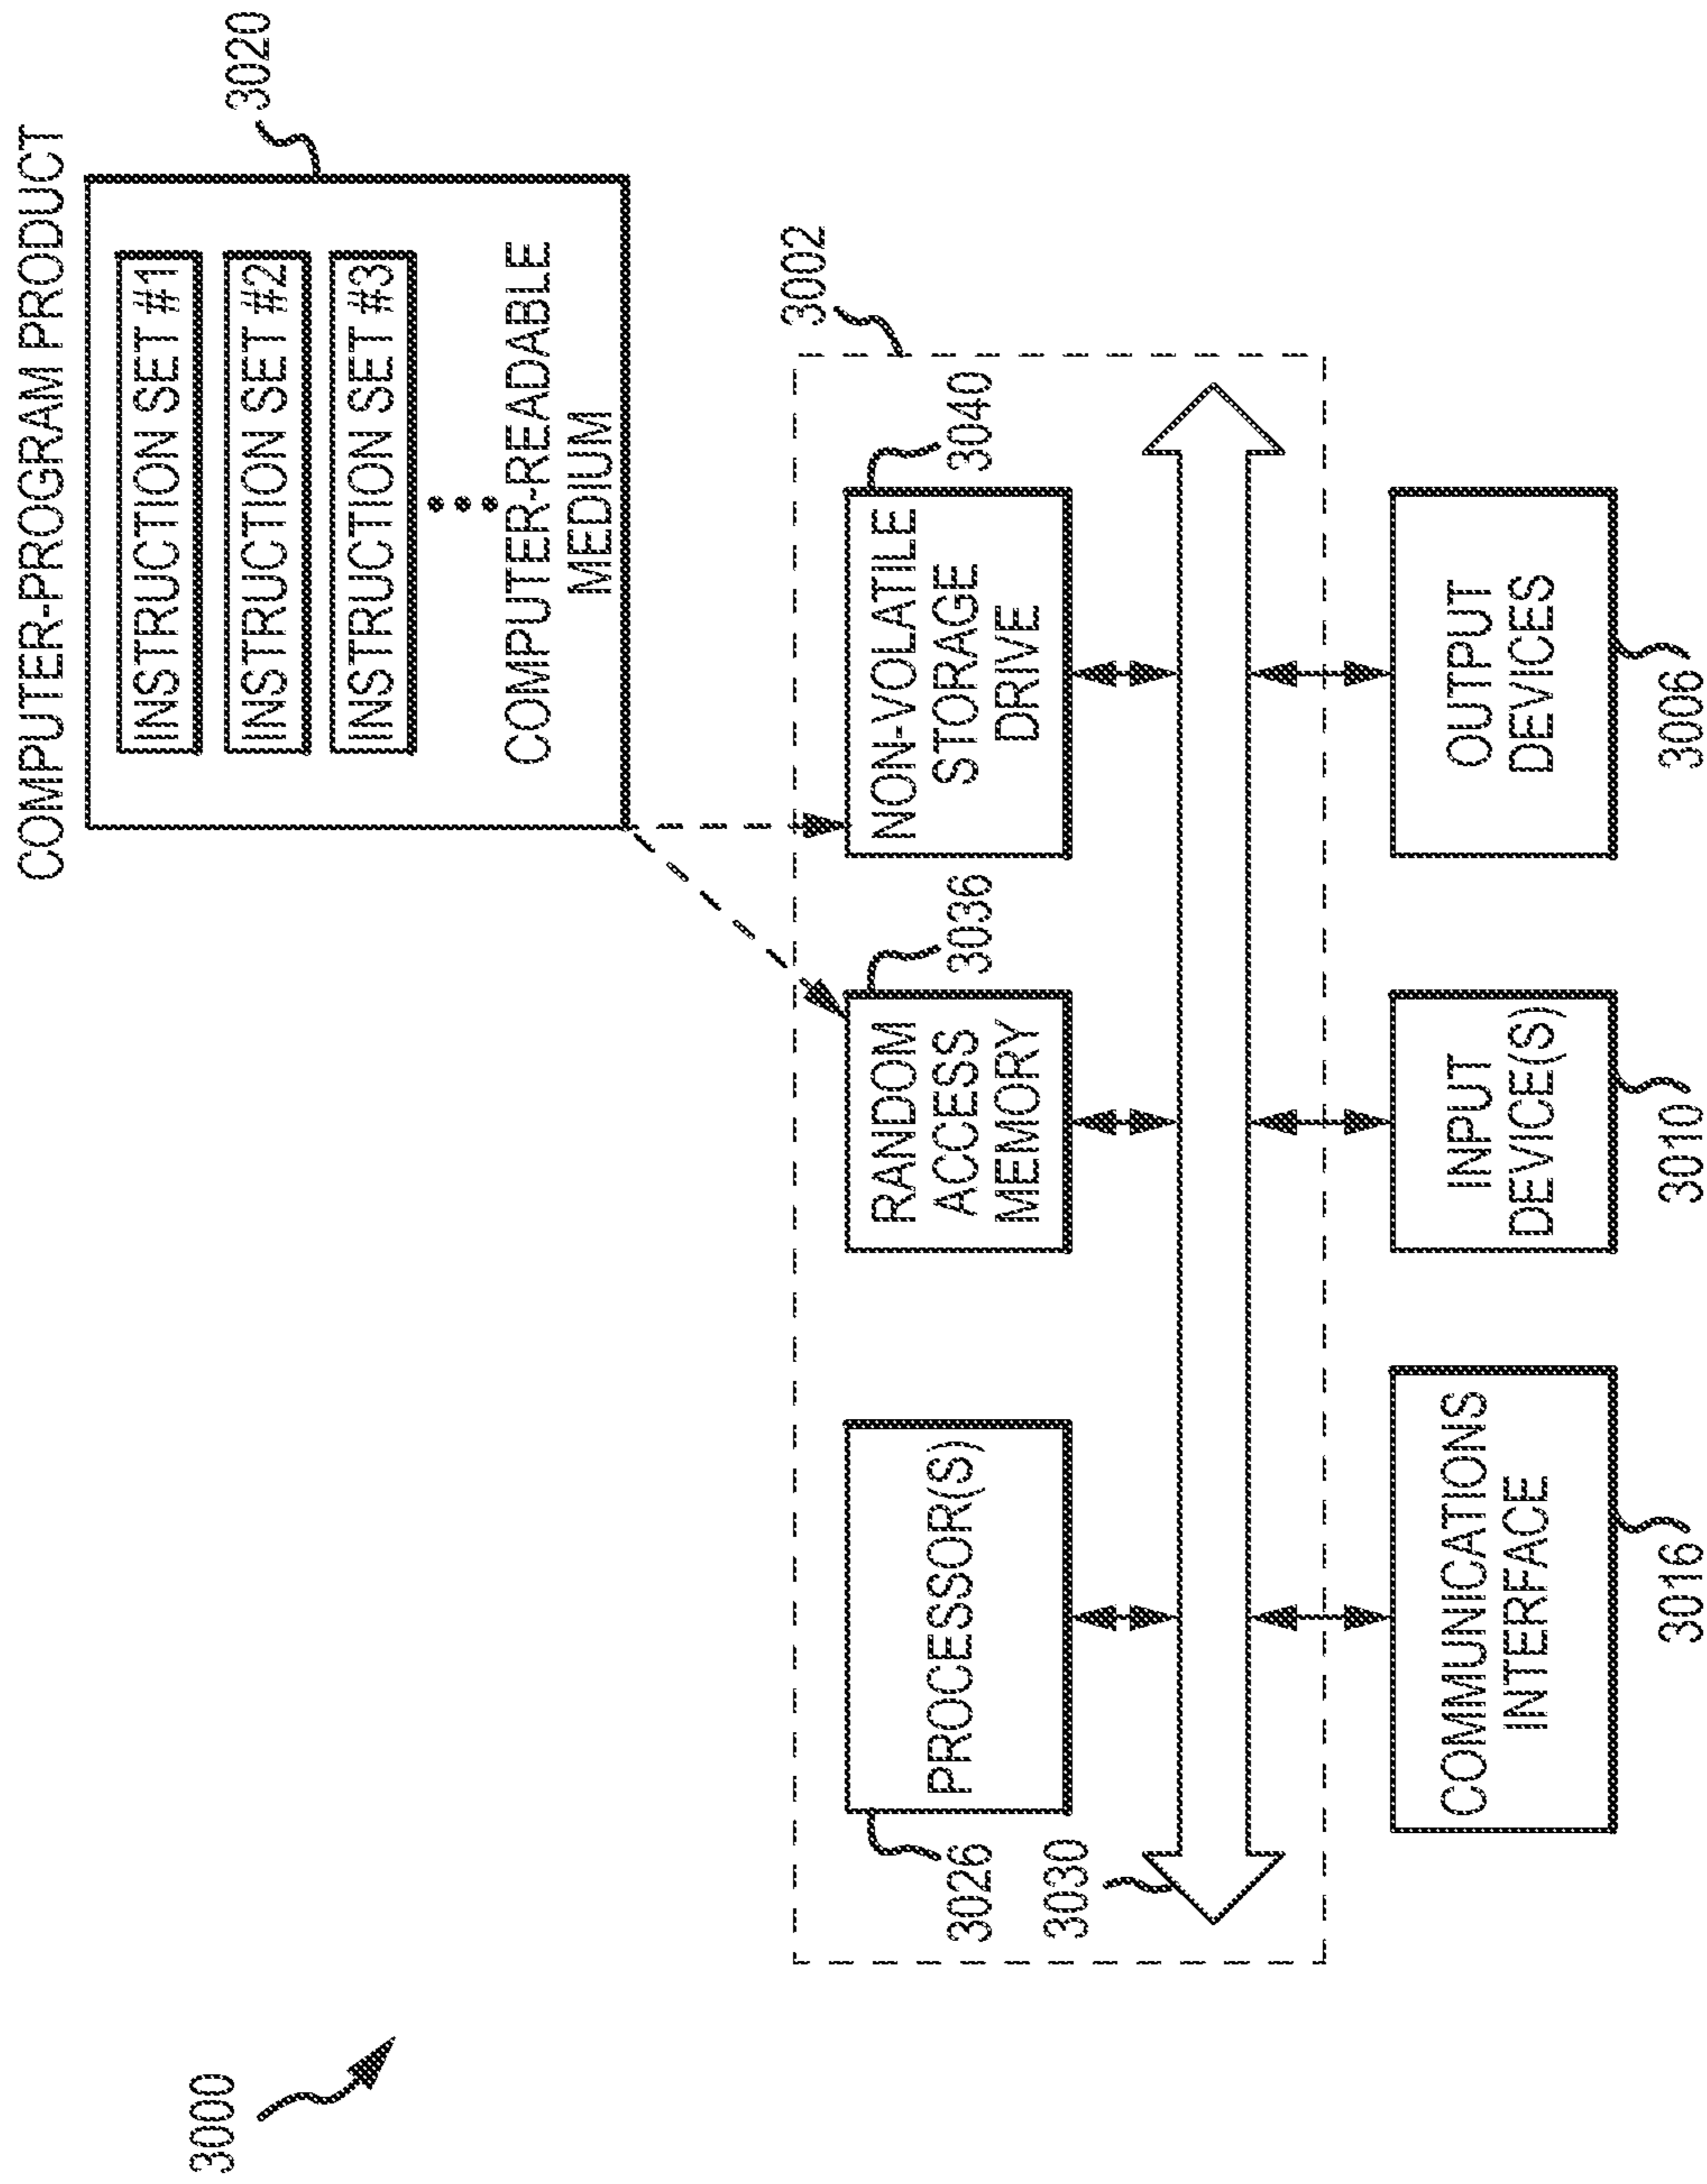 3000
COMPUTER-PROGRAM PRODUCT
INSTRUCTION SET #1
INSTRUCTION SET #2
INSTRUCTION SET #3
COMPUTER-READABLE
MEDIUM
3020
3002
PROCESSOR(S)
3026
RANDOM
ACCESS
MEMORY
3036
NON-VOLATILE
STORAGE
DRIVE
3040
3030
COMMUNICATIONS
INTERFACE
3016
INPUT
DEVICE(S)
3010
OUTPUT
DEVICES
3006